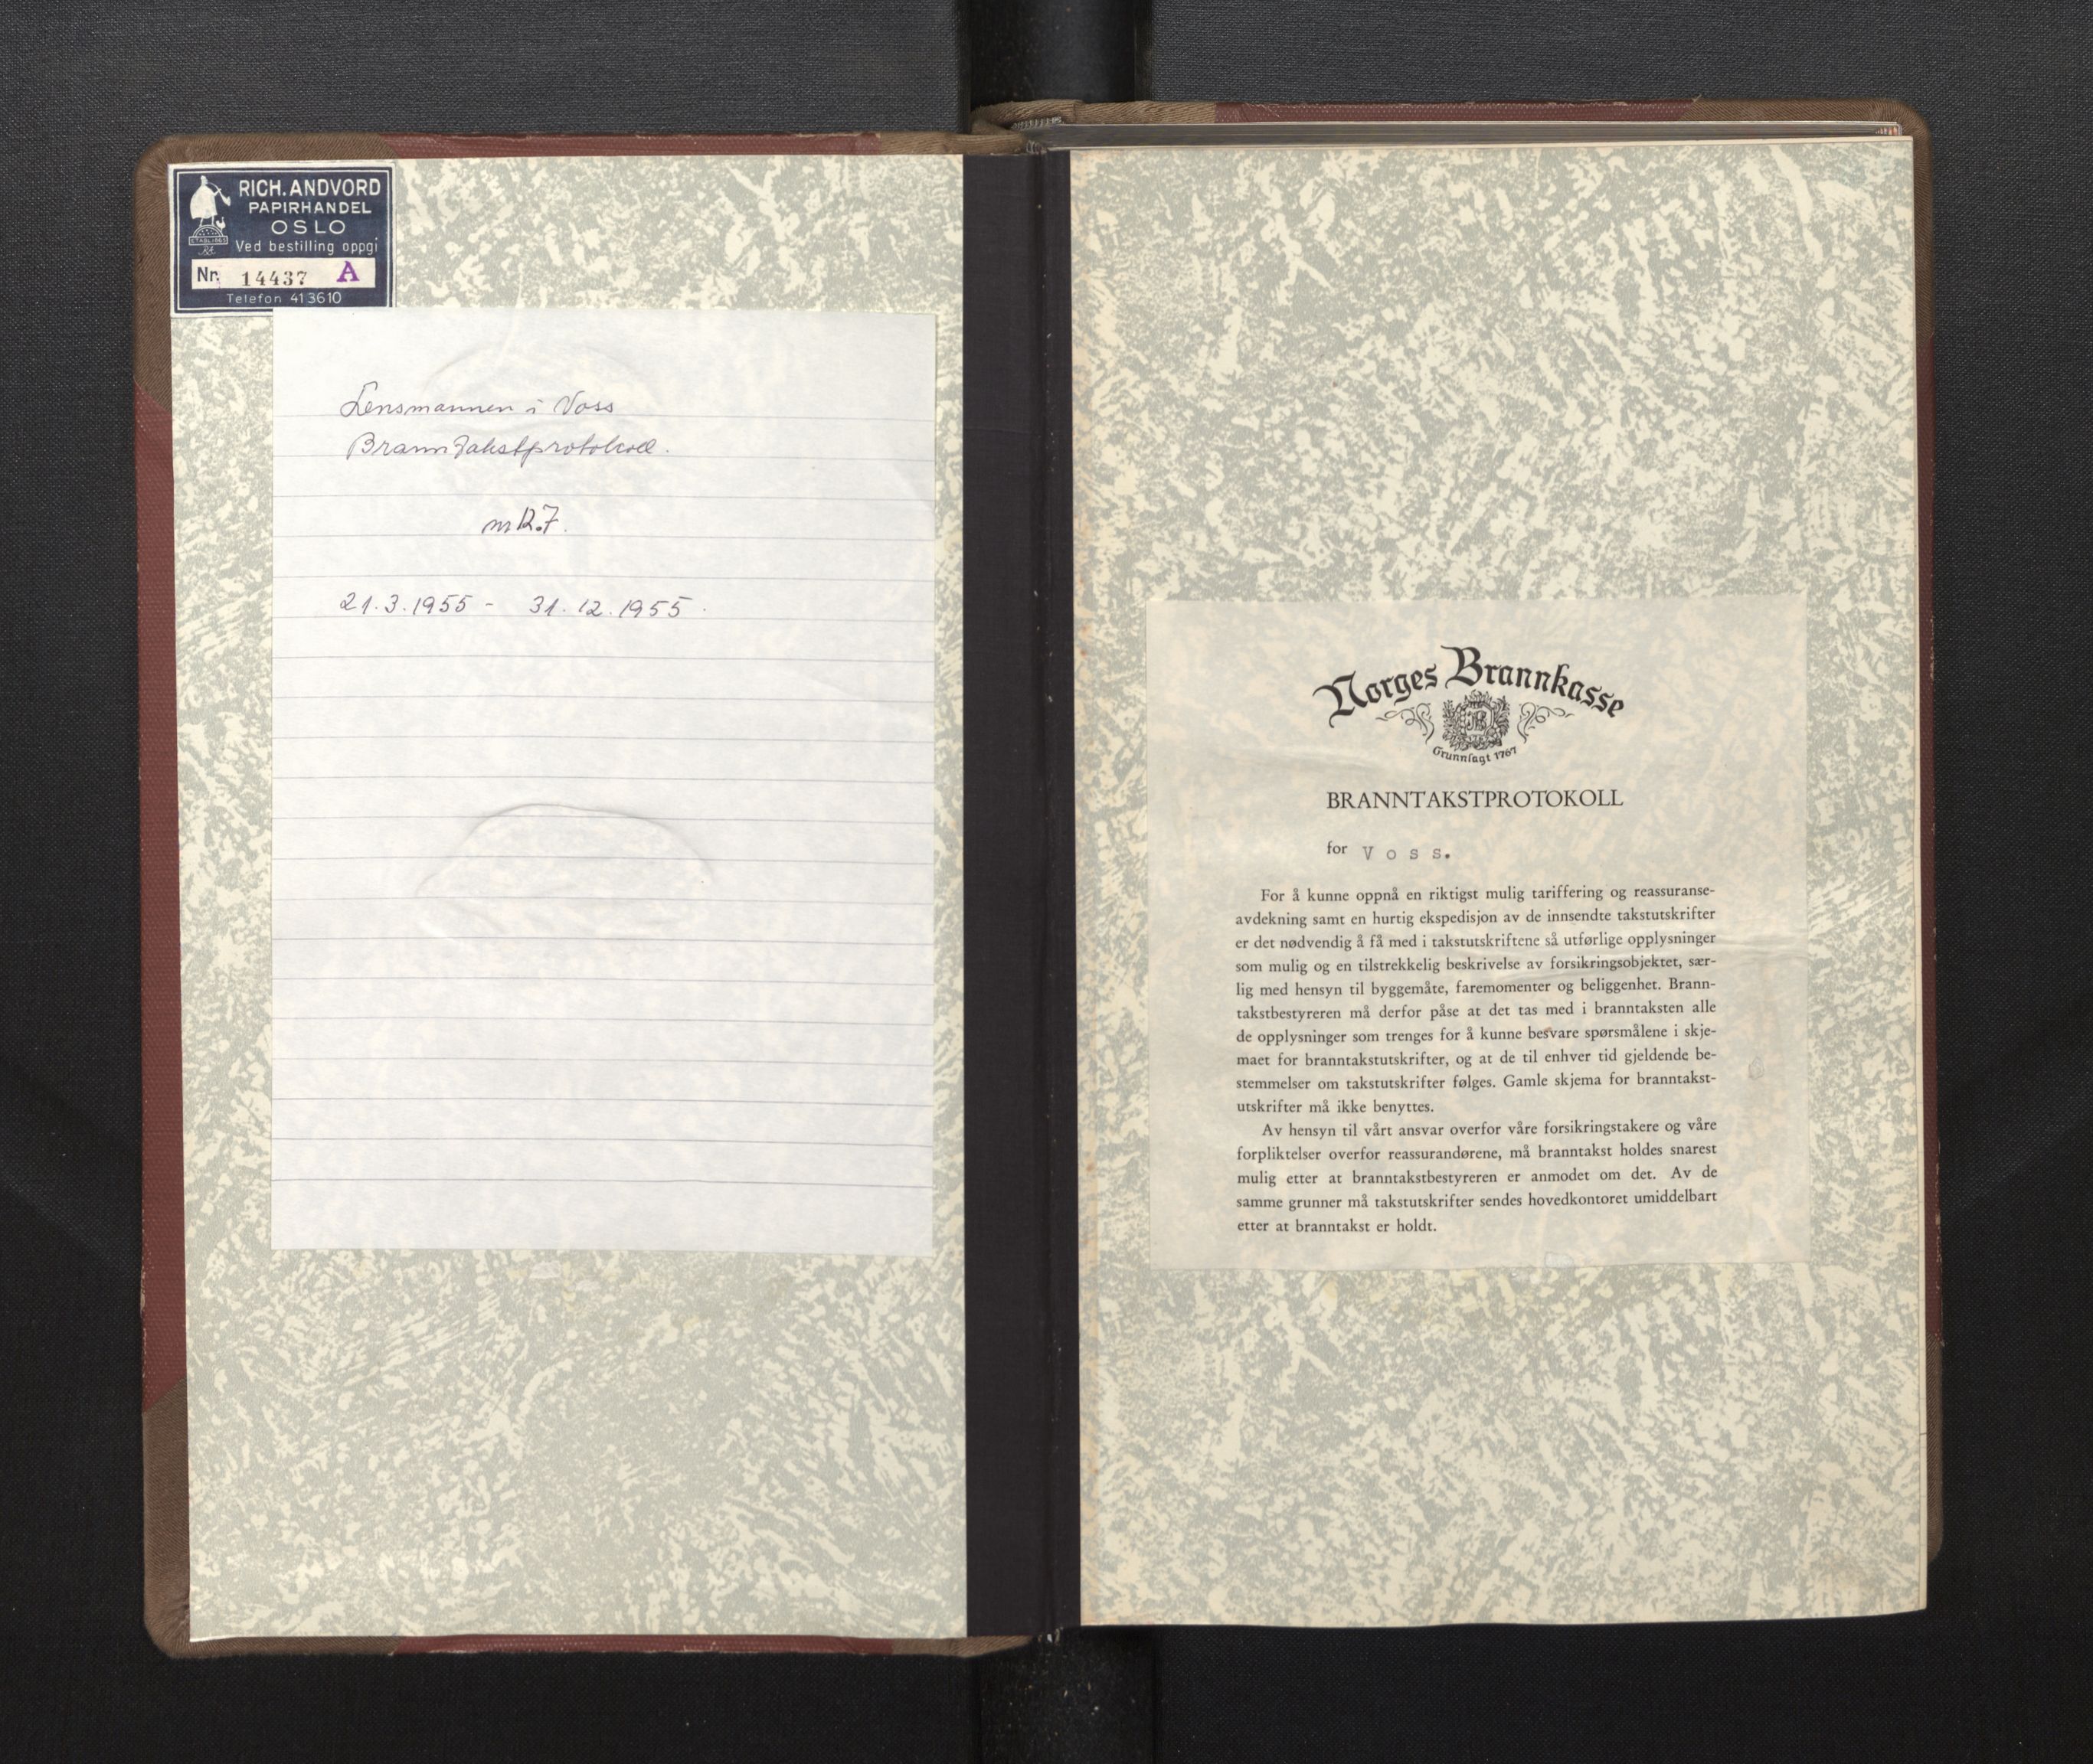 RICH. ANDVORD
PAPIRHANDEL
OSLO
ETABL. 1865
RA
Ved bestilling oppgi
Nr. 14437 A
Telefon 413610
Lensmannen i Voss
Branntakstprotokoll.
21.3.1955 - 31.12.1955.
Norges Brannkasse
Grunnlagt 1767
BRANNTAKSTPROTOKOLL
for Voss.
For å kunne oppnå en riktigst mulig tariffering og reassuranse-
avdekning samt en hurtig ekspedisjon av de innsendte takstutskrifter
er det nødvendig å få med i takstutskriftene så utførlige opplysninger
som mulig og en tilstrekkelig beskrivelse av forsikringsobjektet, sær-
lig med hensyn til byggemåte, faremomenter og beliggenhet. Brann-
takstbestyreren må derfor påse at det tas med i branntaksten alle
de opplysninger som trenges for å kunne besvare spørsmålene i skje-
maet for branntakstutskrifter, og at de til enhver tid gjeldende be-
stemmelser om takstutskrifter følges. Gamle skjema for branntakst-
utskrifter må ikke benyttes.
Av hensyn til vårt ansvar overfor våre forsikringstakere og våre
forpliktelser overfor reassurandørene, må branntakst holdes snarest
mulig etter at branntakstbestyreren er anmodet om det. Av de
samme grunner må takstutskrifter sendes hovedkontoret umiddelbart
etter at branntakst er holdt.